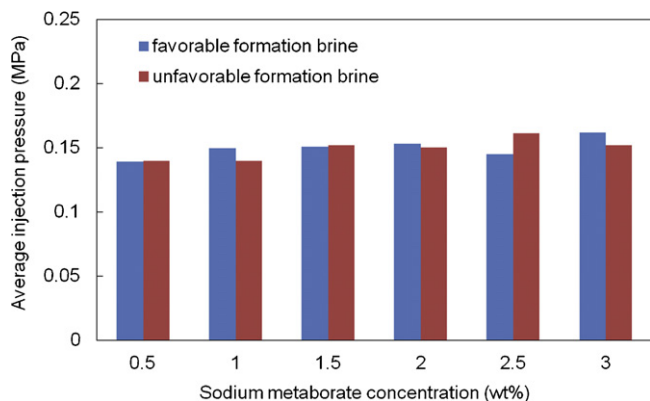 Average injection pressure (MPa)
0.25
0.2
0.15
0.1
0.05
0
favorable formation brine
unfavorable formation brine
0.5 1 1.5 2 2.5 3
Sodium metaborate concentration (wt%)